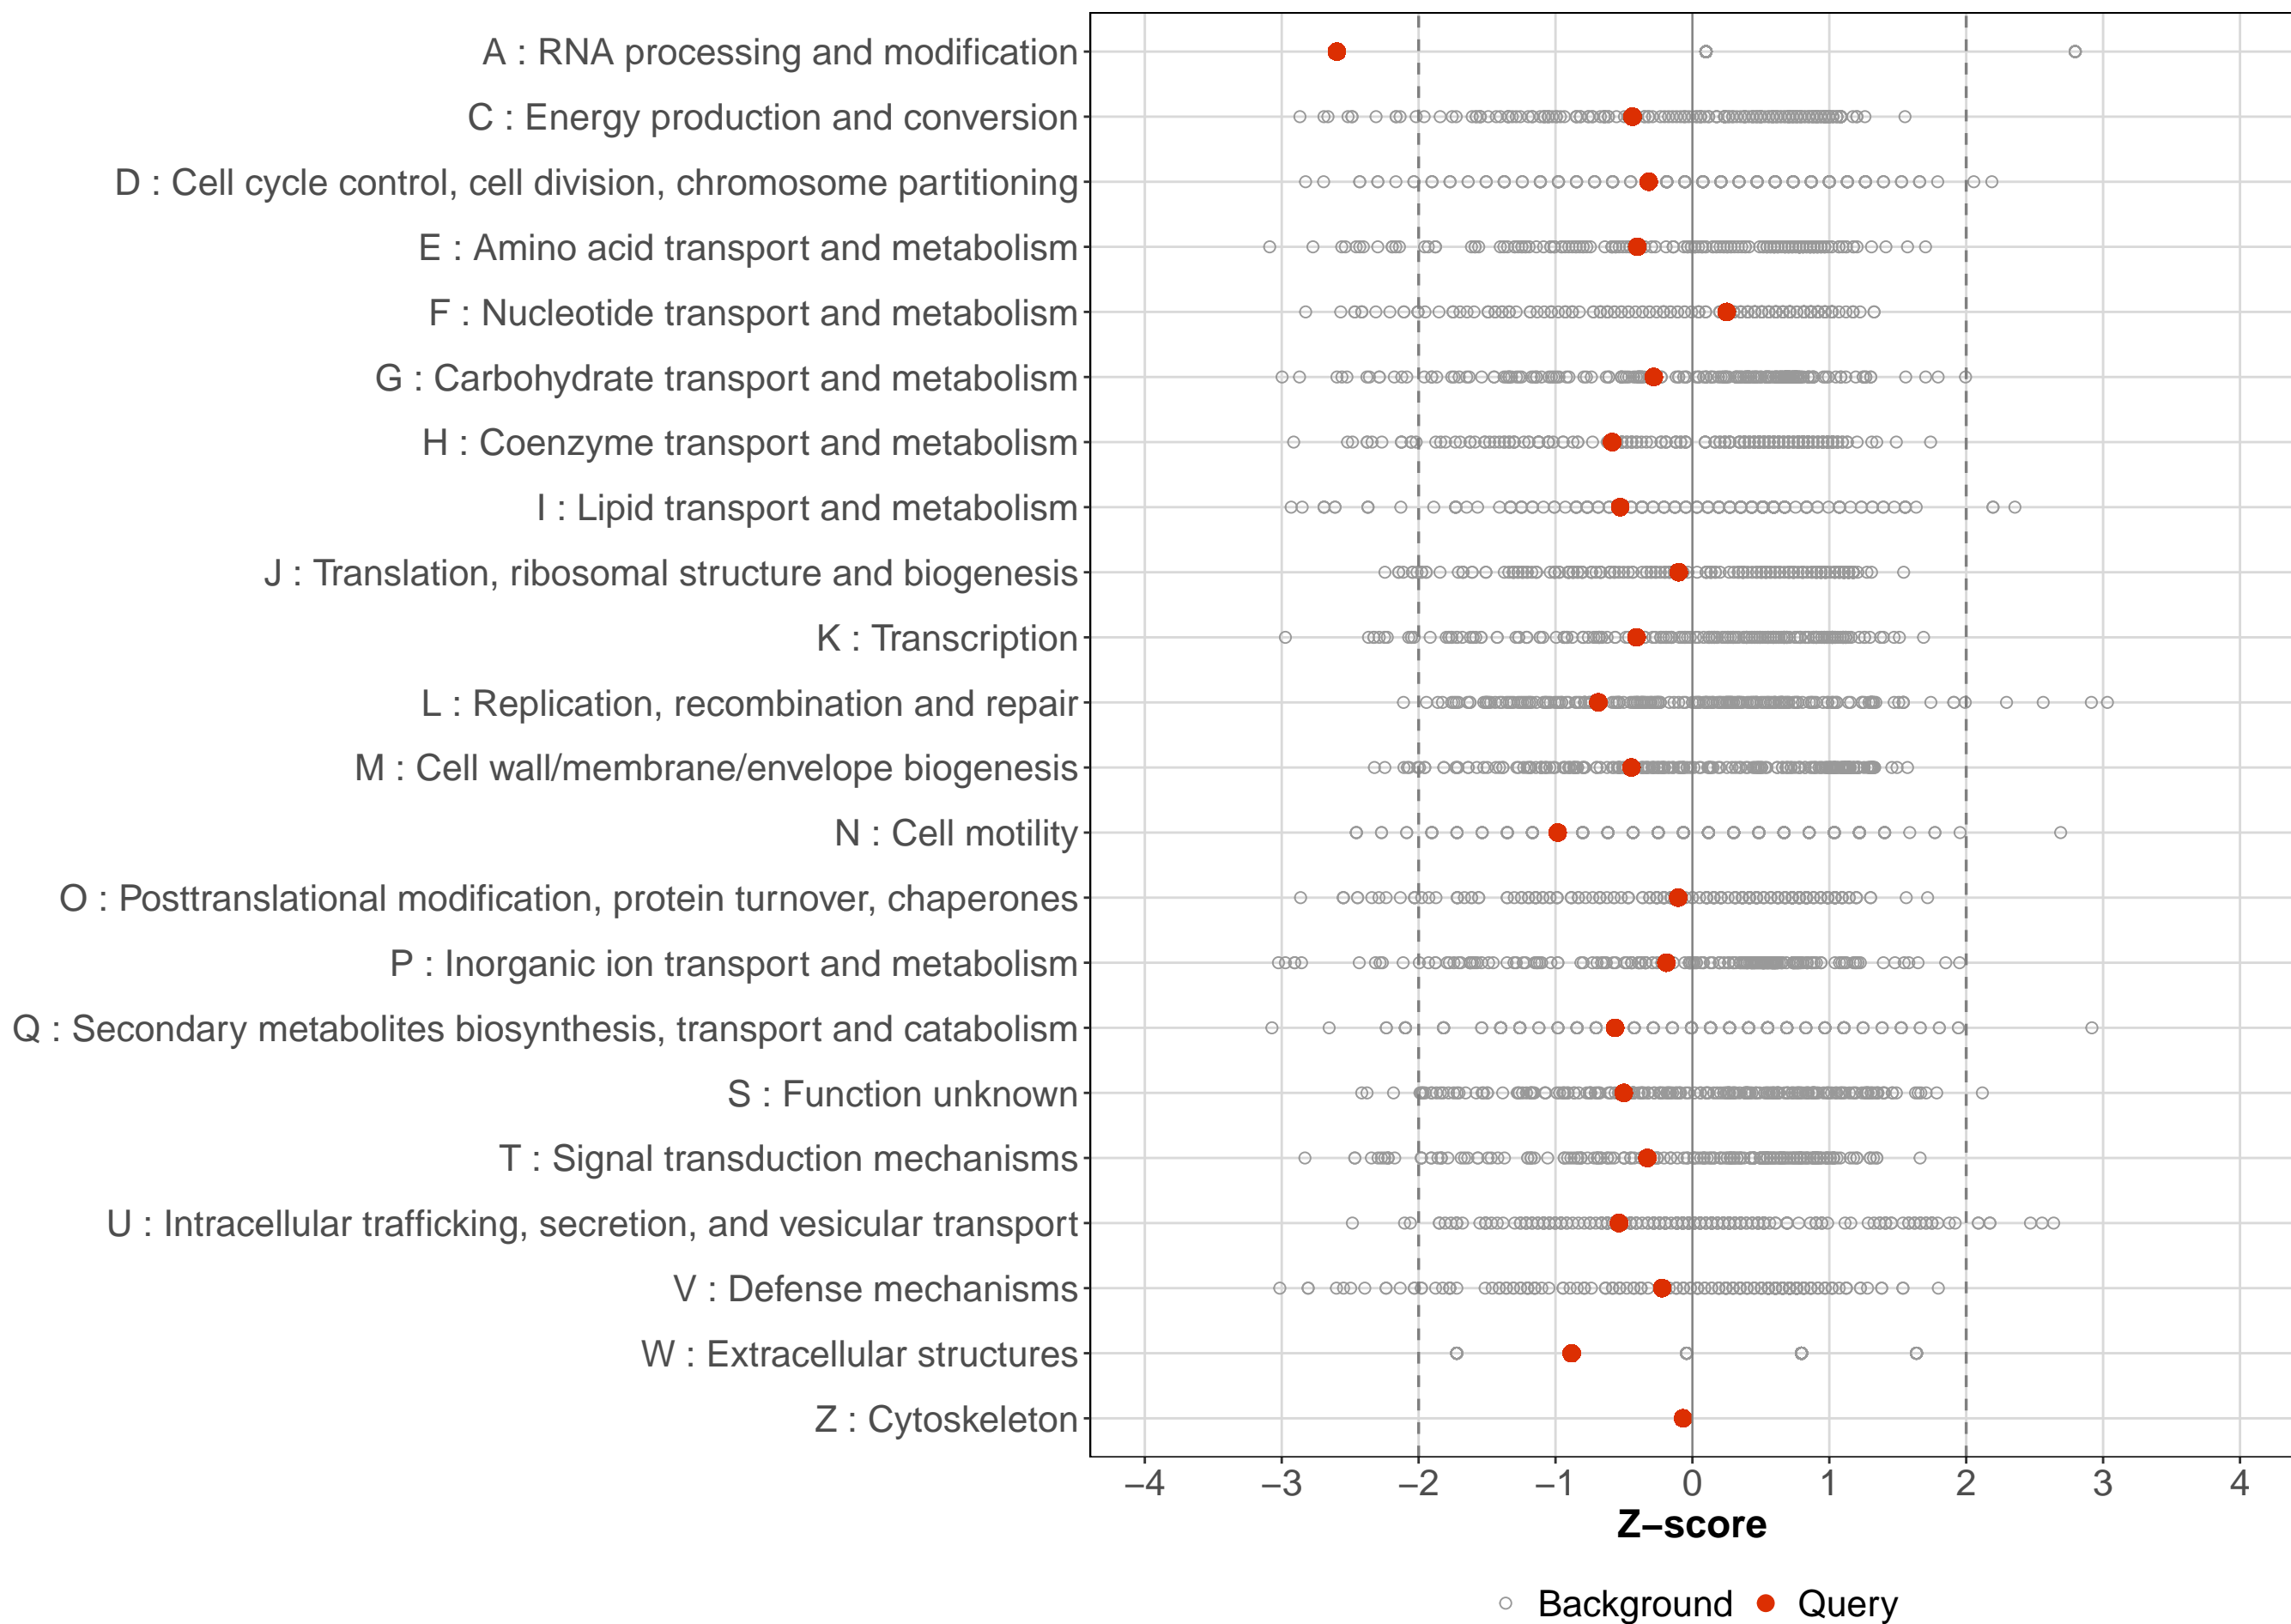 A : RNA processing and modification
C : Energy production and conversion
D : Cell cycle control, cell division, chromosome partitioning
E : Amino acid transport and metabolism
F : Nucleotide transport and metabolism
G : Carbohydrate transport and metabolism
H : Coenzyme transport and metabolism
I : Lipid transport and metabolism
J : Translation, ribosomal structure and biogenesis
K : Transcription
L : Replication, recombination and repair
M : Cell wall/membrane/envelope biogenesis
N : Cell motility
O : Posttranslational modification, protein turnover, chaperones
P : Inorganic ion transport and metabolism
Q : Secondary metabolites biosynthesis, transport and catabolism
S : Function unknown
T : Signal transduction mechanisms
U : Intracellular trafficking, secretion, and vesicular transport
V : Defense mechanisms
W : Extracellular structures
Z : Cytoskeleton
−4 −3 −2 −1 0 1 2 3 4
Z−score
Background Query